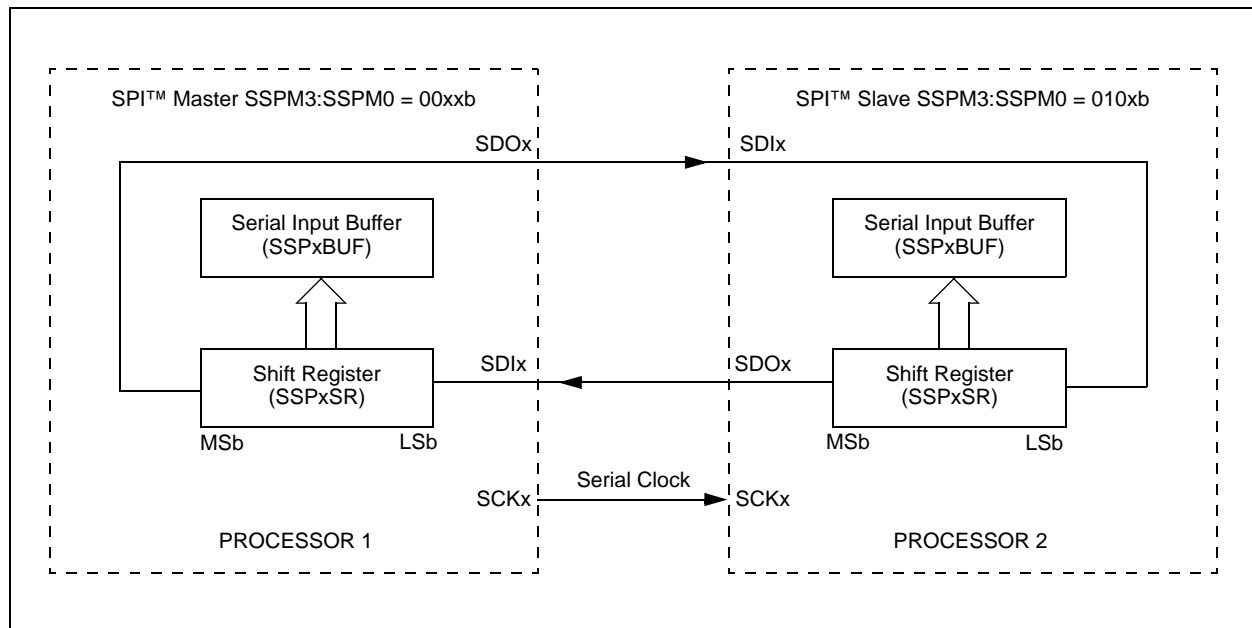 SPI™ Master SSPM3:SSPM0 = 00xxb
SPI™ Slave SSPM3:SSPM0 = 010xb
SDOx
SDIx
Serial Input Buffer
(SSPxBUF)
Serial Input Buffer
(SSPxBUF)
Shift Register
(SSPxSR)
SDIx
SDOx
Shift Register
(SSPxSR)
MSb
LSb
MSb
LSb
SCKx
Serial Clock
SCKx
PROCESSOR 1
PROCESSOR 2